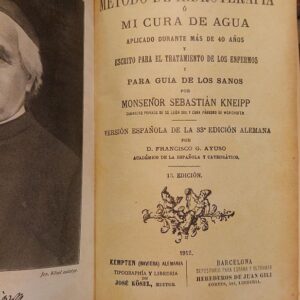 MÉTODO DE HIDROTERAPIA
Ó
MI CURA DE AGUA
APLICADO DURANTE MÁS DE 40 AÑOS
Y
ESCRITO PARA EL TRATAMIENTO DE LOS ENFERMOS
Y
PARA GUIA DE LOS SANOS
POR
MONSEÑOR SEBASTIÁN KNEIPP
VERSIÓN ESPAÑOLA DE LA 33ª EDICIÓN ALEMANA
POR
D. FRANCISCO G. AYUSO
ACADÉMICO DE LA ESPAÑOLA Y CATEDRÁTICO.
15. EDICIÓN.
KEMPTEN (BAVIERA) ALEMANIA
TIPOGRAFÍA Y LIBRERÍA
DE
JOSÉ KÖSEL, EDITOR
BARCELONA
HEREDEROS DE JUAN GILI